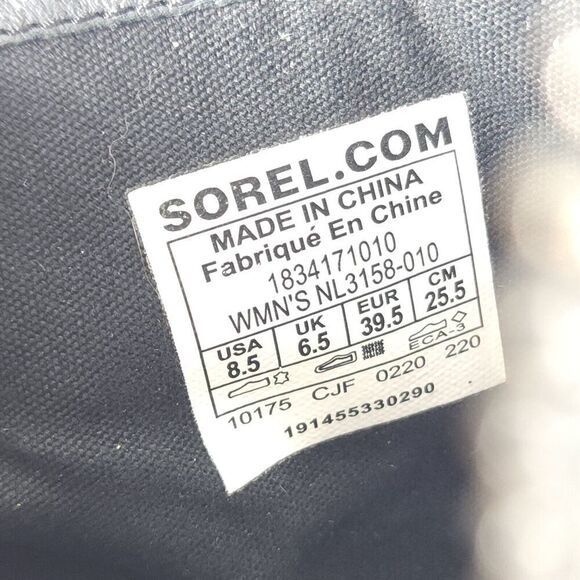 SOREL.COM
MADE IN CHINA
Fabriqué En Chine
1834171010
WMN'S NL3158-010
USA UK EUR CM
8.5 6.5 39.5 25.5
ECA-3
10175 CJF 0220 220
191455330290